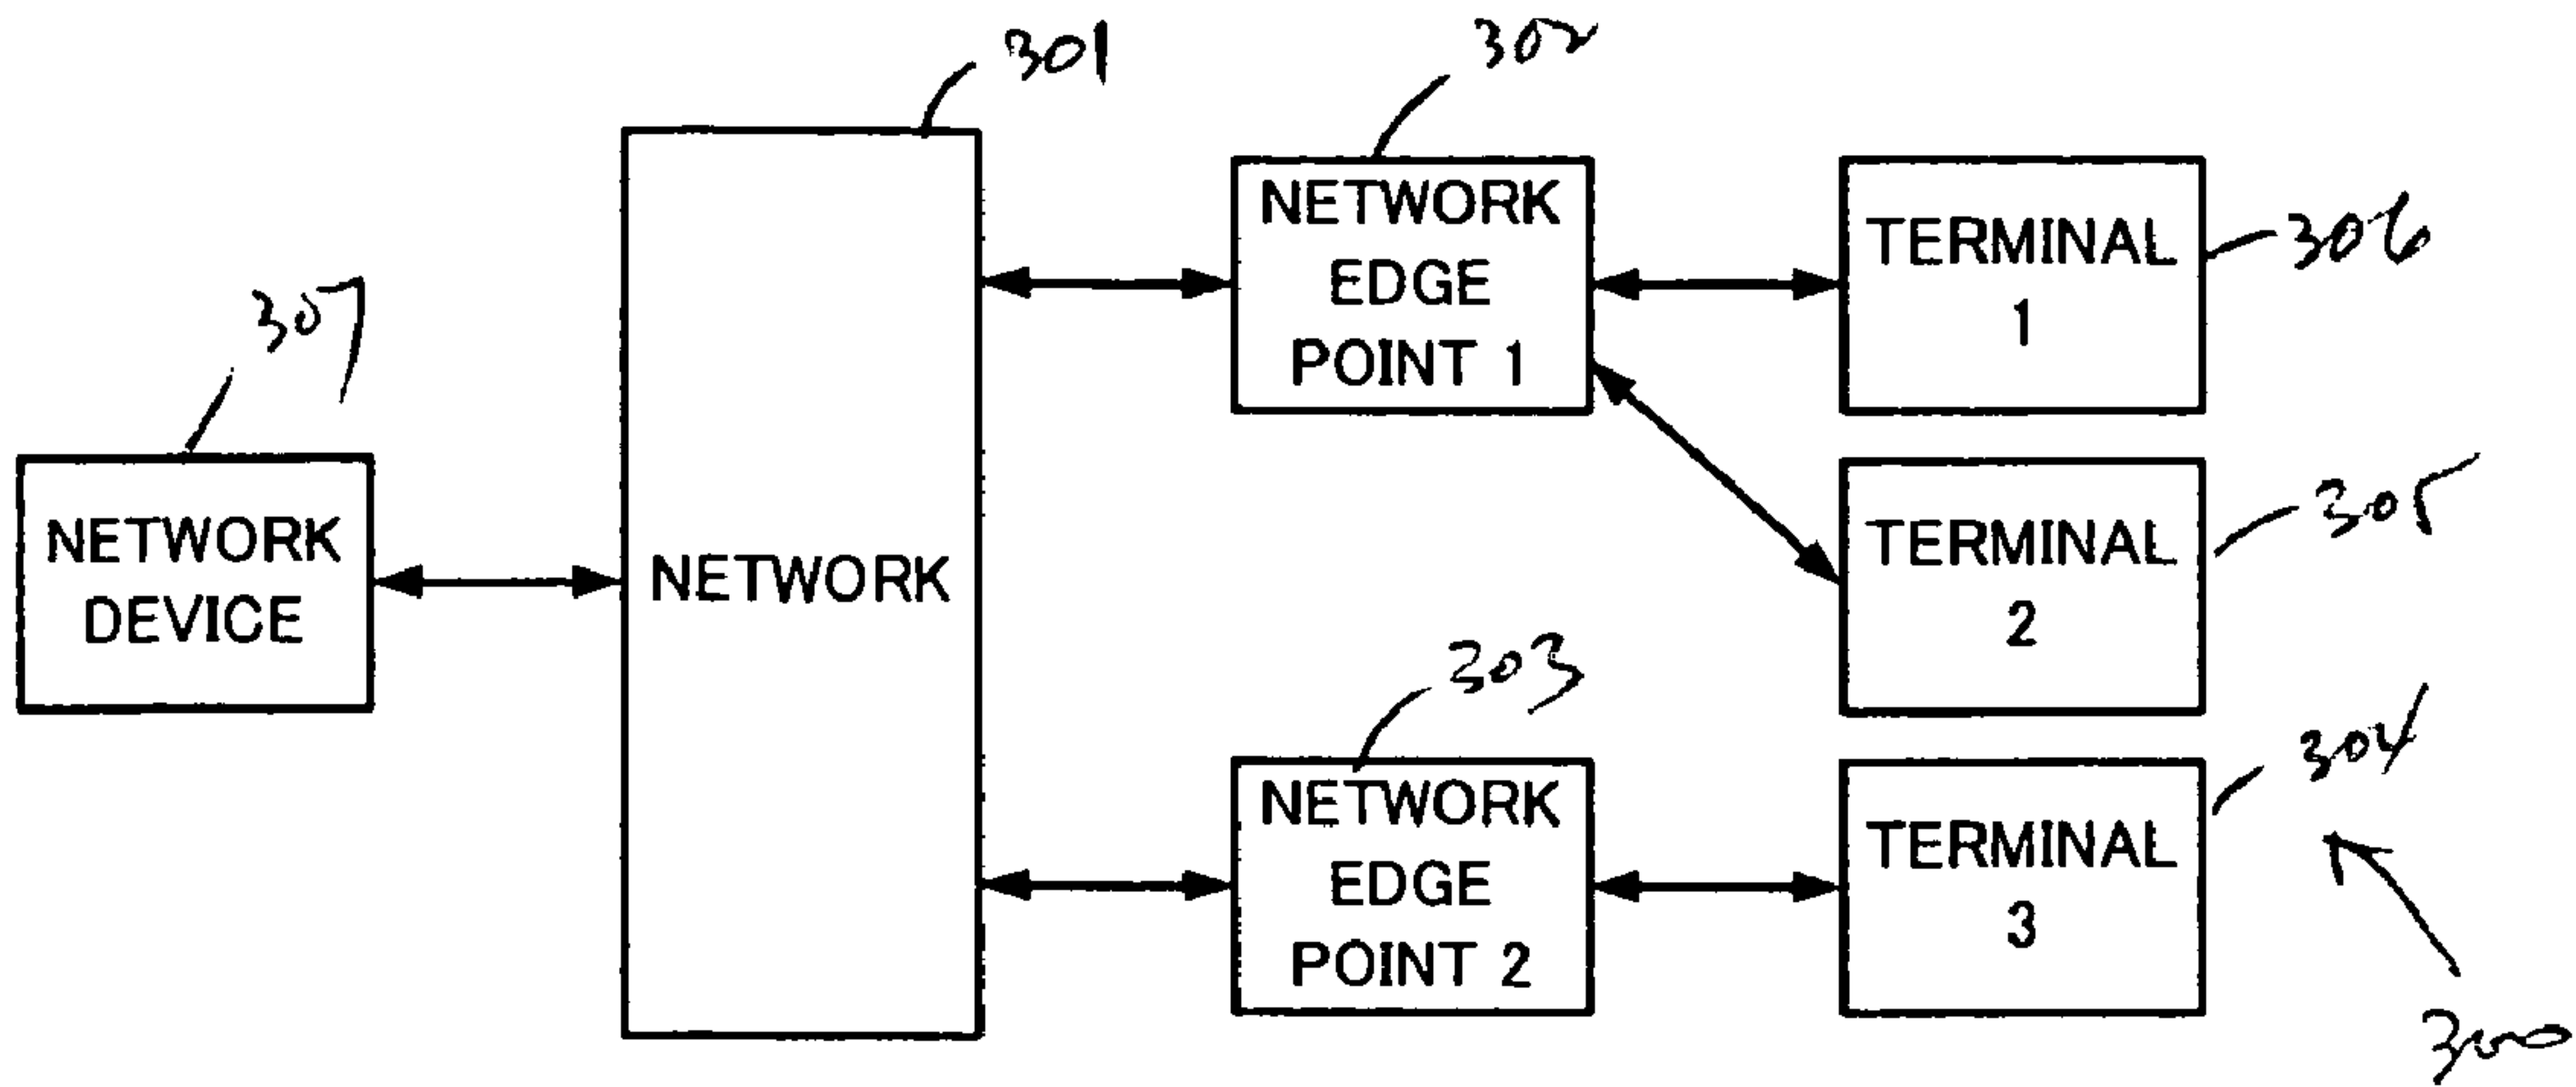 301
302
NETWORK
EDGE
POINT 1
TERMINAL
1
306
307
NETWORK
DEVICE
NETWORK
TERMINAL
2
305
303
NETWORK
EDGE
POINT 2
TERMINAL
3
304
300